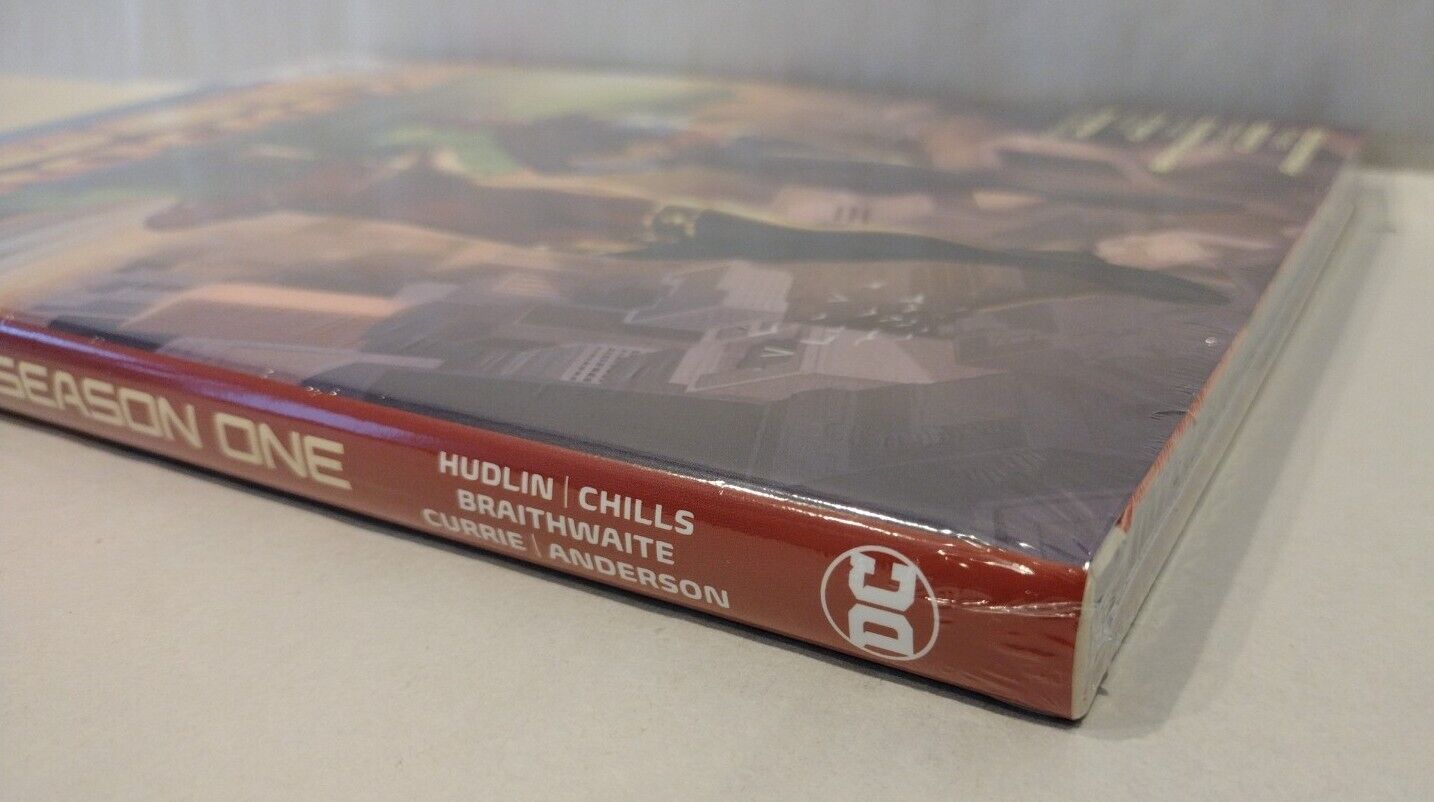 SEASON ONE
HUDLIN | CHILLS
BRAITHWAITE
CURRIE | ANDERSON
DC